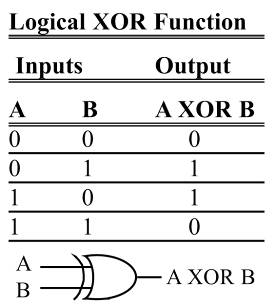 Logical XOR Function
Inputs Output
A B A XOR B
0 0 0
0 1 1
1 0 1
1 1 0
A
B
A XOR B